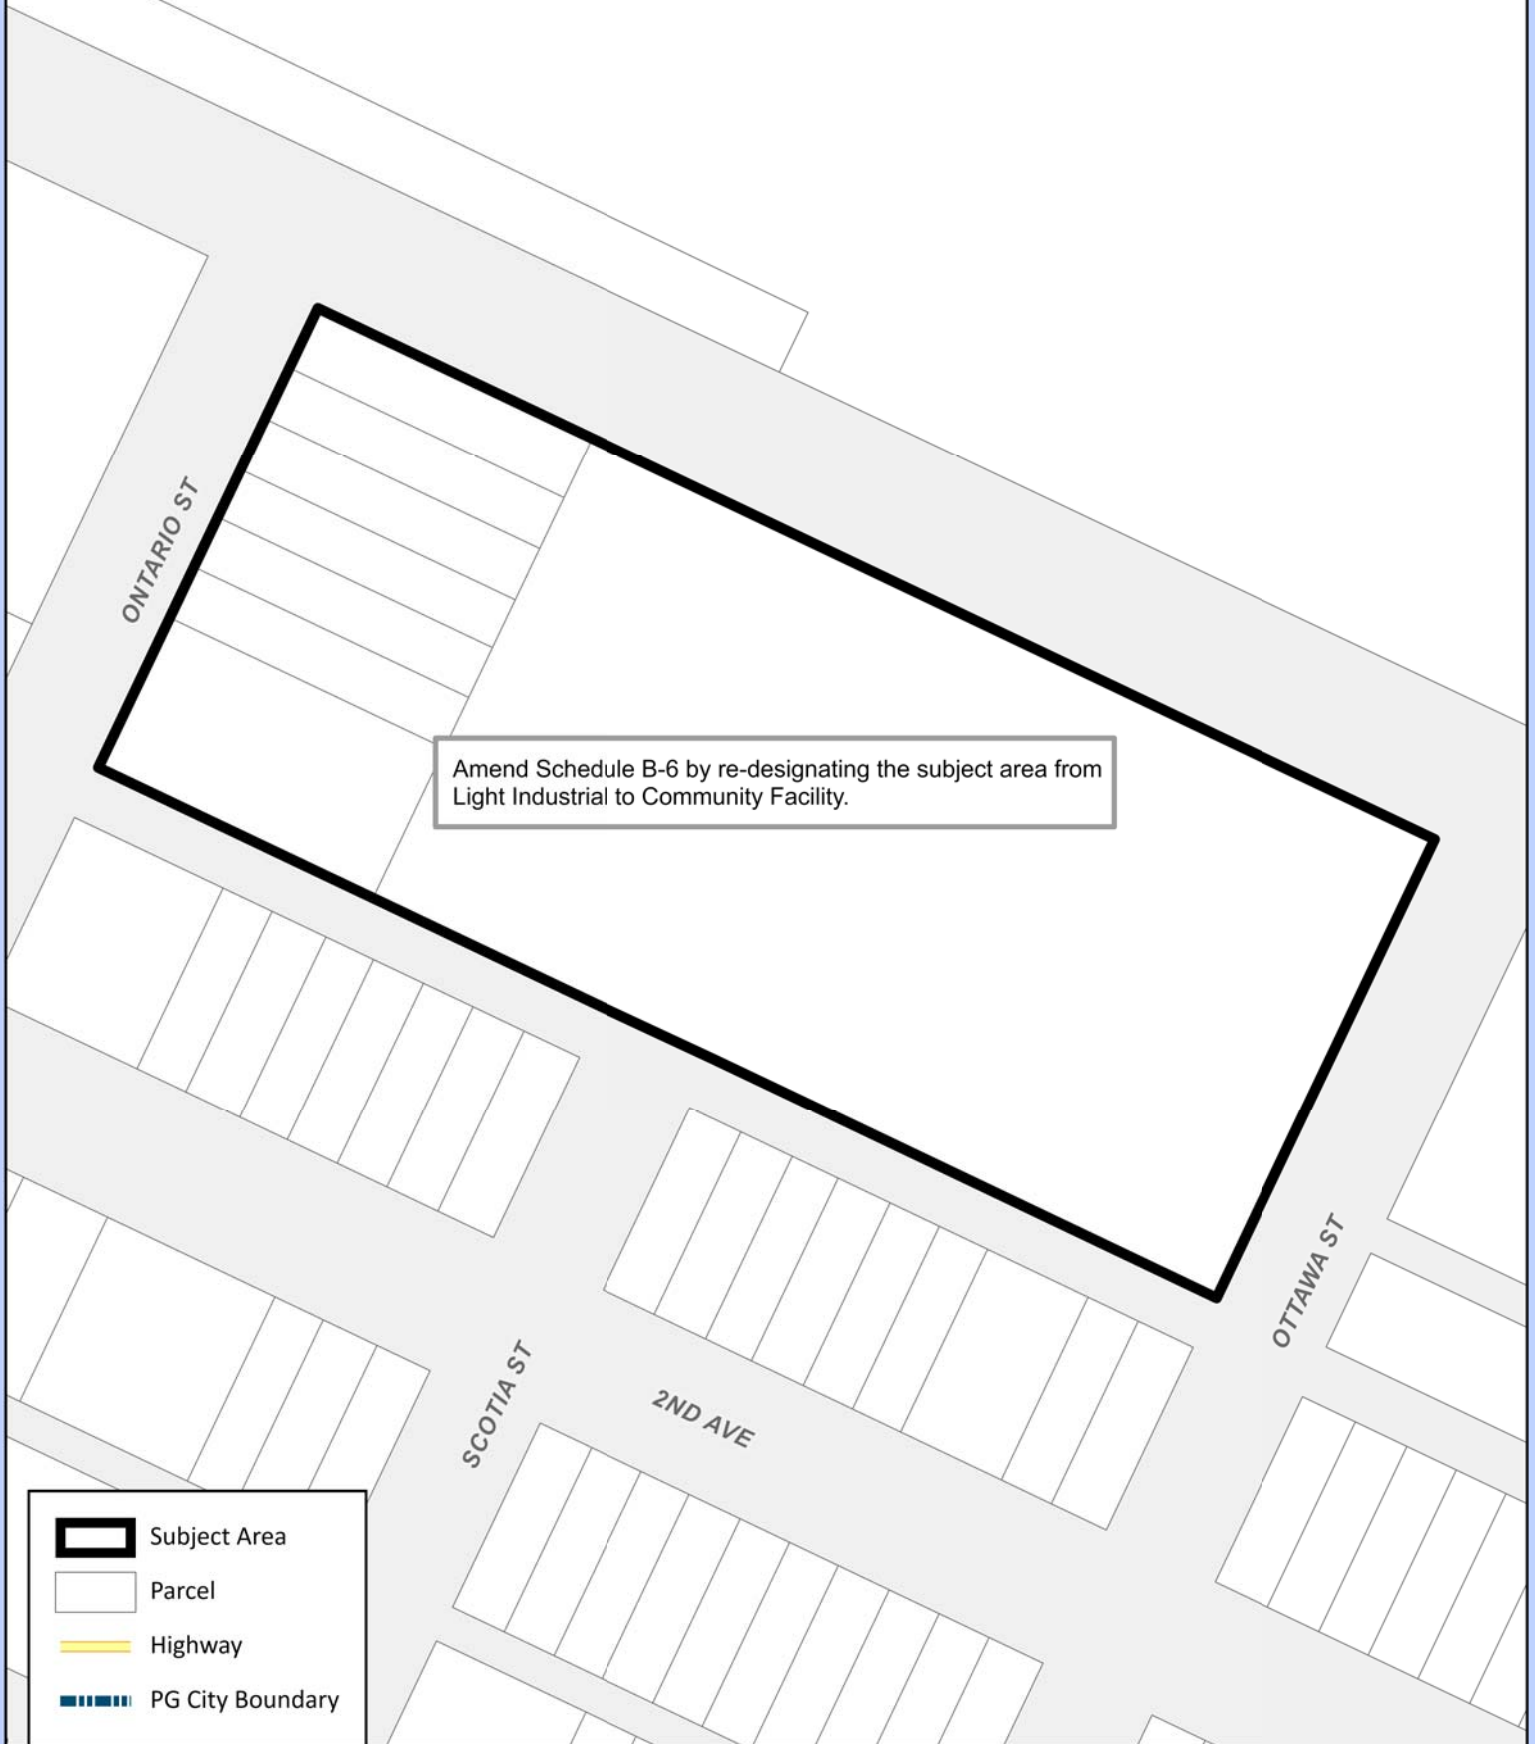 ONTARIO ST
Amend Schedule B-6 by re-designating the subject area from
Light Industrial to Community Facility.
OTTAWA ST
SCOTIA ST
2ND AVE
Subject Area
Parcel
Highway
PG City Boundary